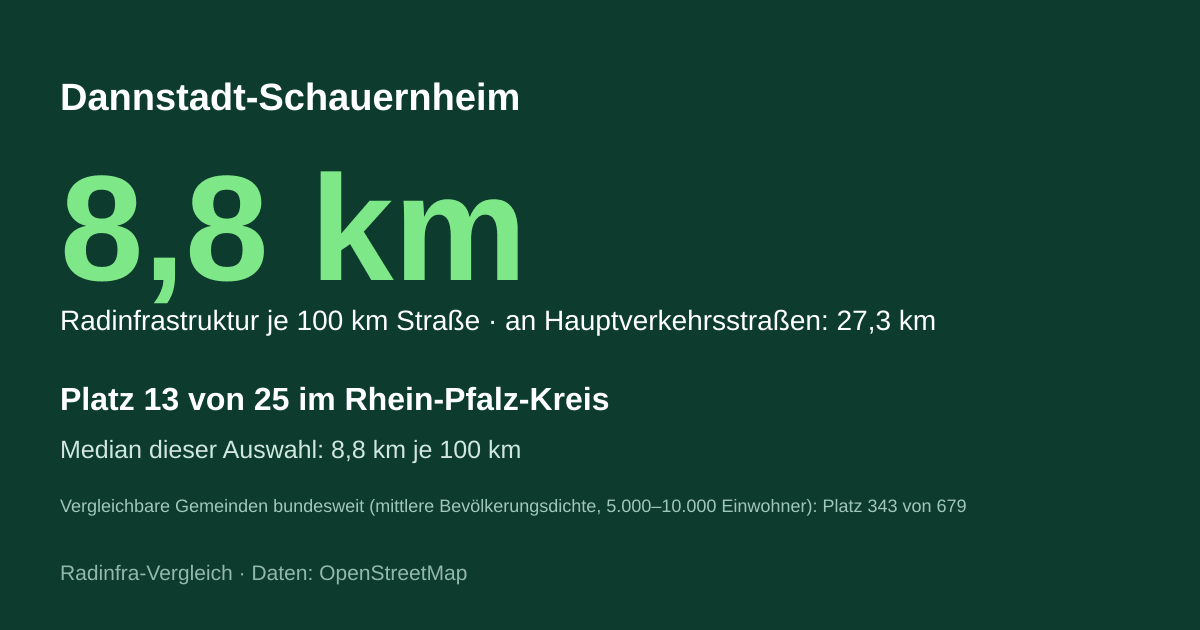 Dannstadt-Schauernheim
8,8 km
Radinfrastruktur je 100 km Straße · an Hauptverkehrsstraßen: 27,3 km
Platz 13 von 25 im Rhein-Pfalz-Kreis
Median dieser Auswahl: 8,8 km je 100 km
Vergleichbare Gemeinden bundesweit (mittlere Bevölkerungsdichte, 5.000–10.000 Einwohner): Platz 343 von 679
Radinfra-Vergleich · Daten: OpenStreetMap